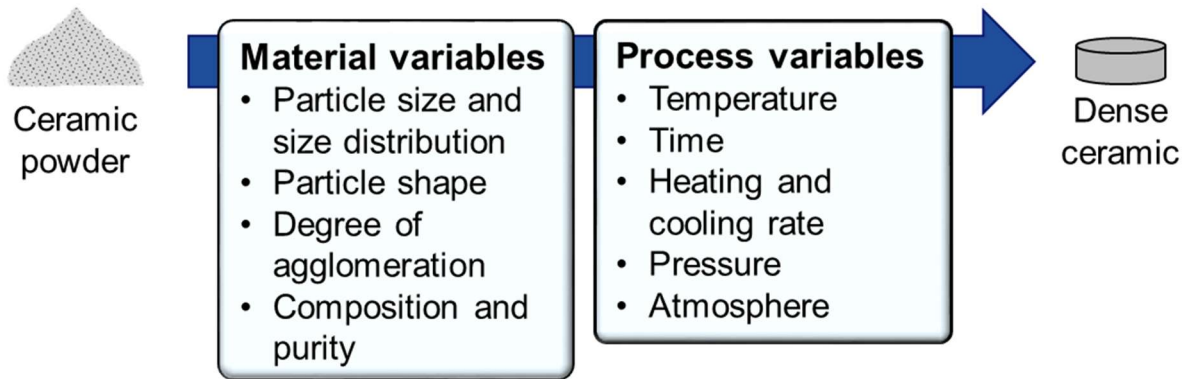 Ceramic
powder
Material variables
• Particle size and
size distribution
• Particle shape
• Degree of
agglomeration
• Composition and
purity
Process variables
• Temperature
• Time
• Heating and
cooling rate
• Pressure
• Atmosphere
Dense
ceramic